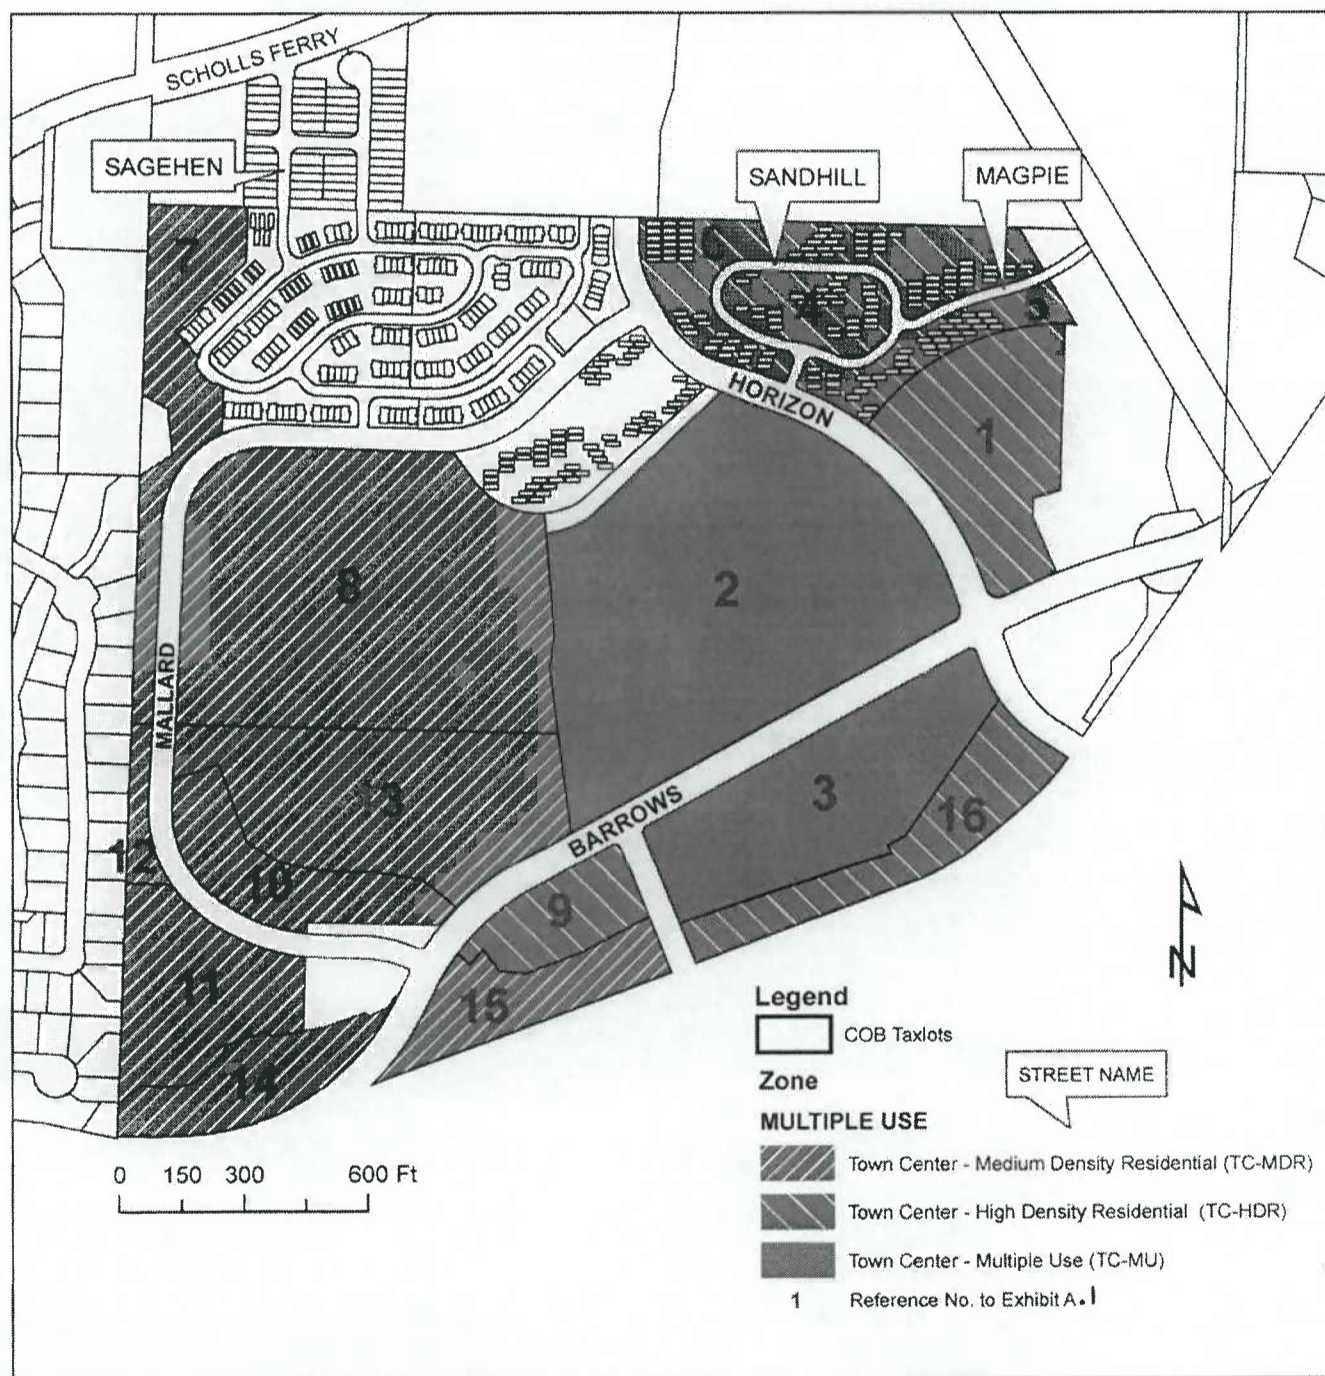 SCHOLLS FERRY
SAGEHEN
SANDHILL
MAGPIE
7
6
4
5
HORIZON
1
8
2
MALLARD
13
3
BARROWS
16
12
10
9
11
15
14
N
0 150 300 600 Ft
Legend
COB Taxlots
Zone
STREET NAME
MULTIPLE USE
Town Center - Medium Density Residential (TC-MDR)
Town Center - High Density Residential (TC-HDR)
Town Center - Multiple Use (TC-MU)
1 Reference No. to Exhibit A.1